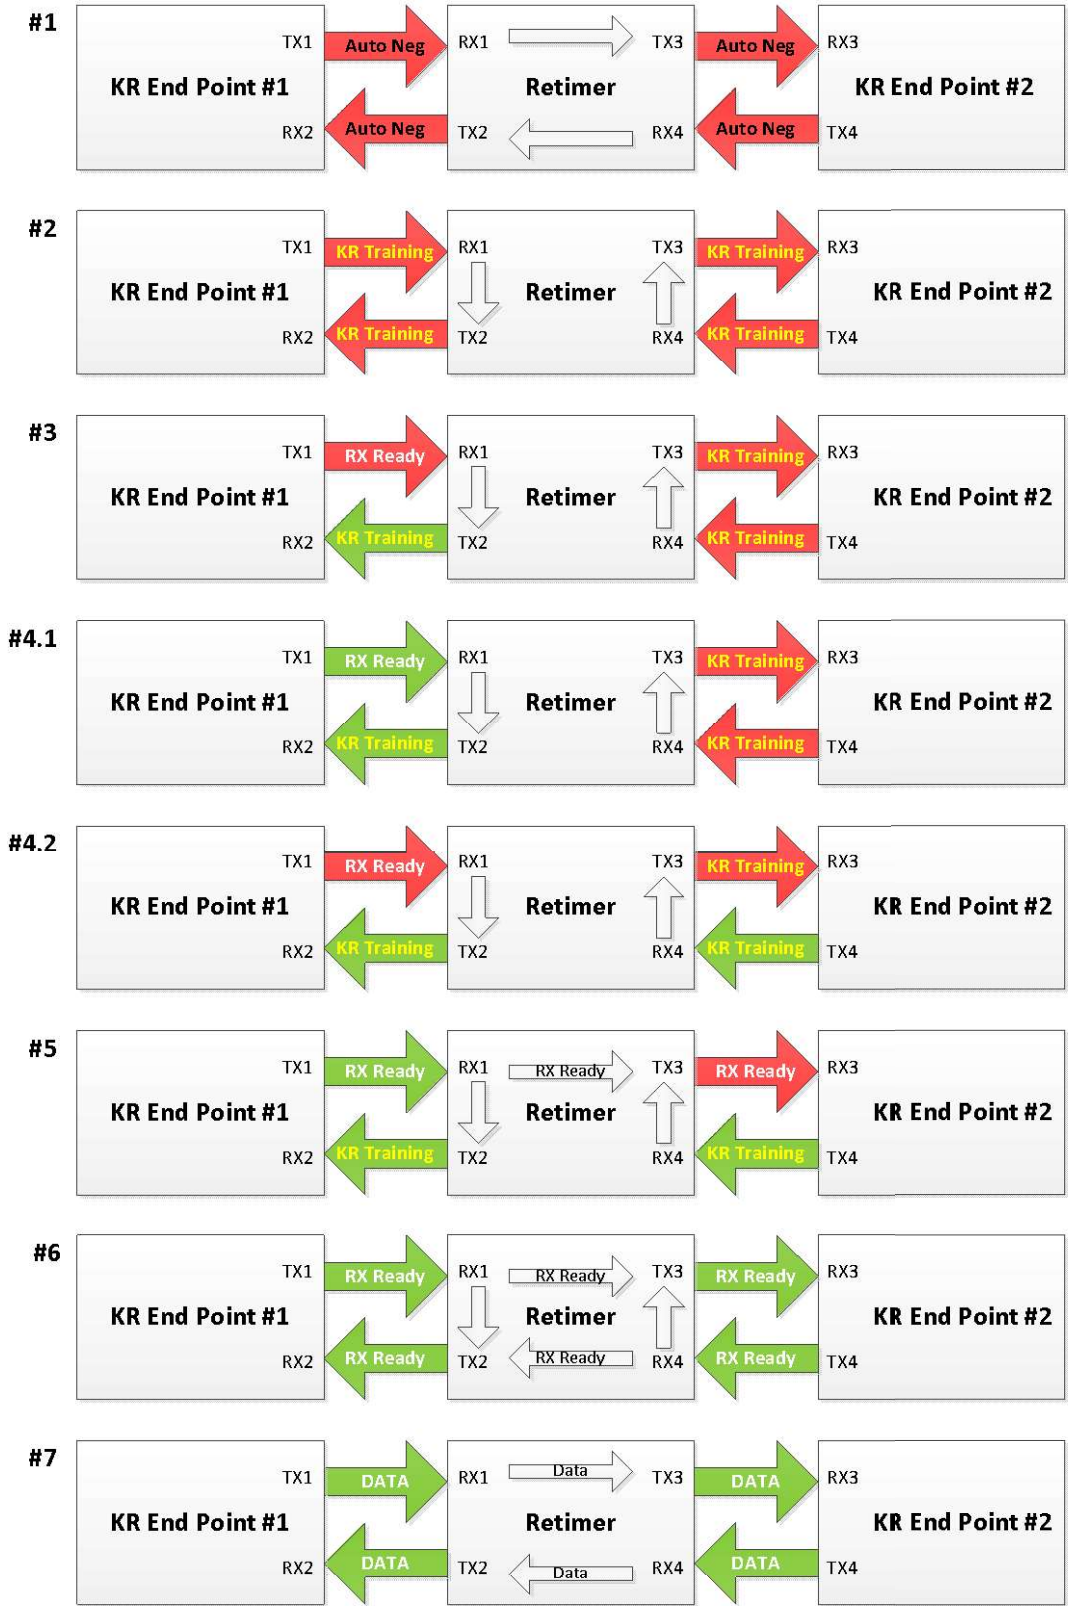 #1
TX1 Auto Neg RX1 TX3 Auto Neg RX3
KR End Point #1 Retimer KR End Point #2
RX2 Auto Neg TX2 RX4 Auto Neg TX4
#2
TX1 KR Training RX1 TX3 KR Training RX3
KR End Point #1 Retimer KR End Point #2
RX2 KR Training TX2 RX4 KR Training TX4
#3
TX1 RX Ready RX1 TX3 KR Training RX3
KR End Point #1 Retimer KR End Point #2
RX2 KR Training TX2 RX4 KR Training TX4
#4.1
TX1 RX Ready RX1 TX3 KR Training RX3
KR End Point #1 Retimer KR End Point #2
RX2 KR Training TX2 RX4 KR Training TX4
#4.2
TX1 RX Ready RX1 TX3 KR Training RX3
KR End Point #1 Retimer KR End Point #2
RX2 KR Training TX2 RX4 KR Training TX4
#5
TX1 RX Ready RX1 RX Ready TX3 RX Ready RX3
KR End Point #1 Retimer KR End Point #2
RX2 KR Training TX2 RX4 KR Training TX4
#6
TX1 RX Ready RX1 RX Ready TX3 RX Ready RX3
KR End Point #1 Retimer KR End Point #2
RX2 RX Ready TX2 RX Ready RX4 RX Ready TX4
#7
TX1 DATA RX1 Data TX3 DATA RX3
KR End Point #1 Retimer KR End Point #2
RX2 DATA TX2 Data RX4 DATA TX4